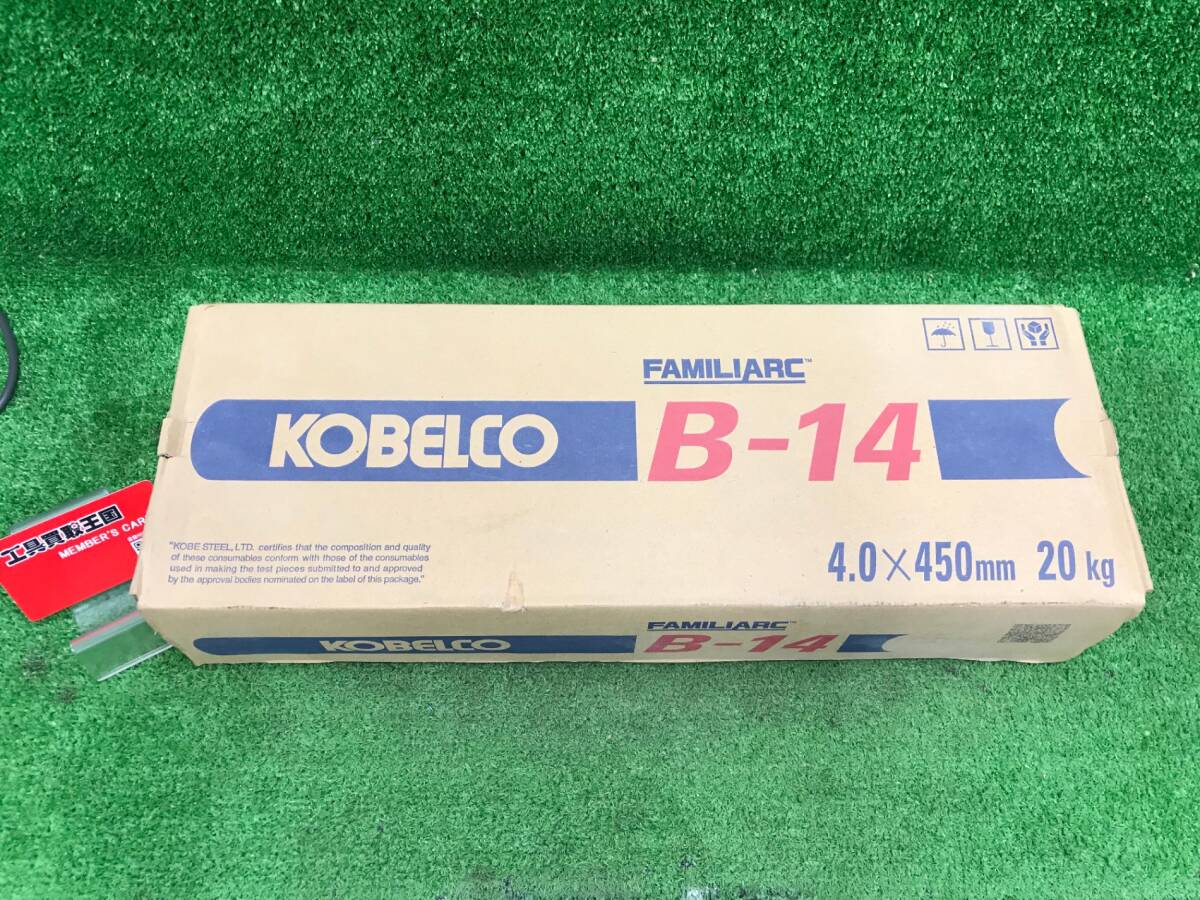 FAMILIARC™
KOBELCO B-14
"KOBE STEEL, LTD. certifies that the composition and quality
of these consumables conform with those of the consumables
used in making the test pieces submitted to and approved
by the approval bodies nominated on the label of this package."
4.0×450mm 20kg
FAMILIARC™
KOBELCO B-14
工具買取王国
MEMBER'S CAR